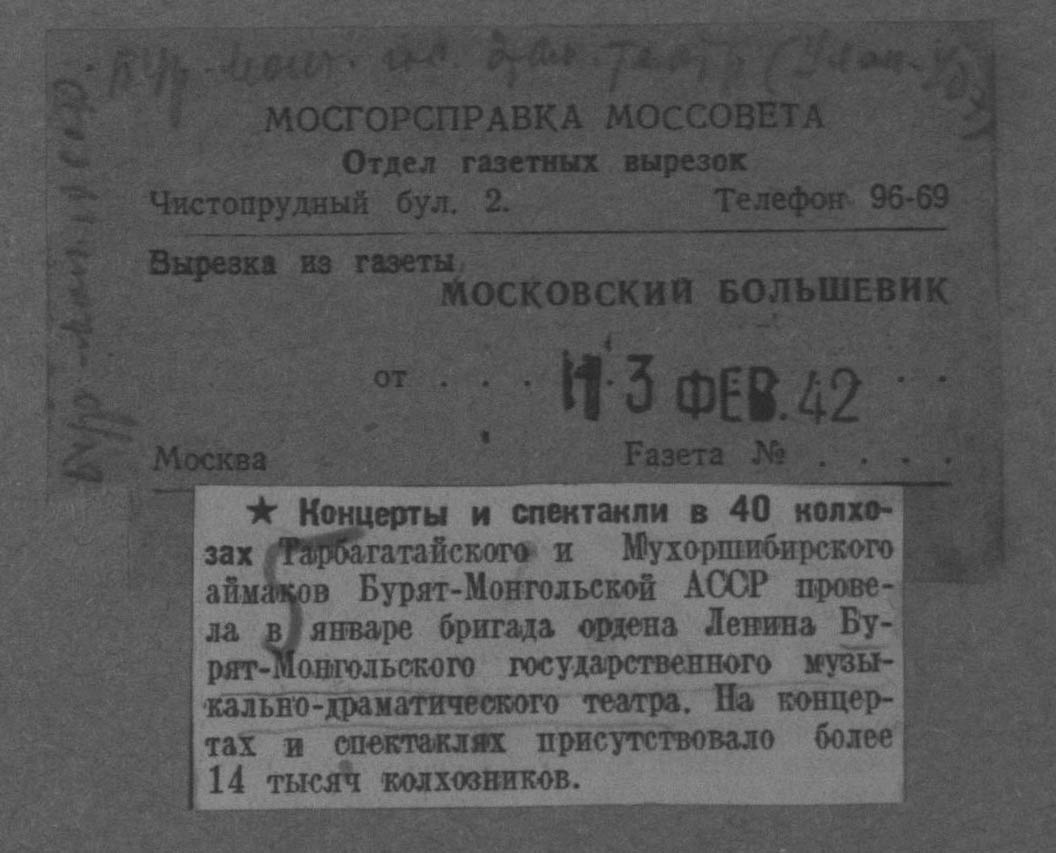 МОСГОРСПРАВКА МОССОВЕТА
Отдел газетных вырезок
Чистопрудный бул. 2. Телефон 96-69
Вырезка из газеты
МОСКОВСКИЙ БОЛЬШЕВИК
от . . . 3 ФЕВ. 42 . .
Москва Газета № . . . .
★ Концерты и спектакли в 40 колхо-
зах Тарбагатайского и Мухоршибирского
аймаков Бурят-Монгольской АССР прове-
ла в январе бригада ордена Ленина Бу-
рят-Монгольского государственного музы-
кально-драматического театра. На концер-
тах и спектаклях присутствовало более
14 тысяч колхозников.